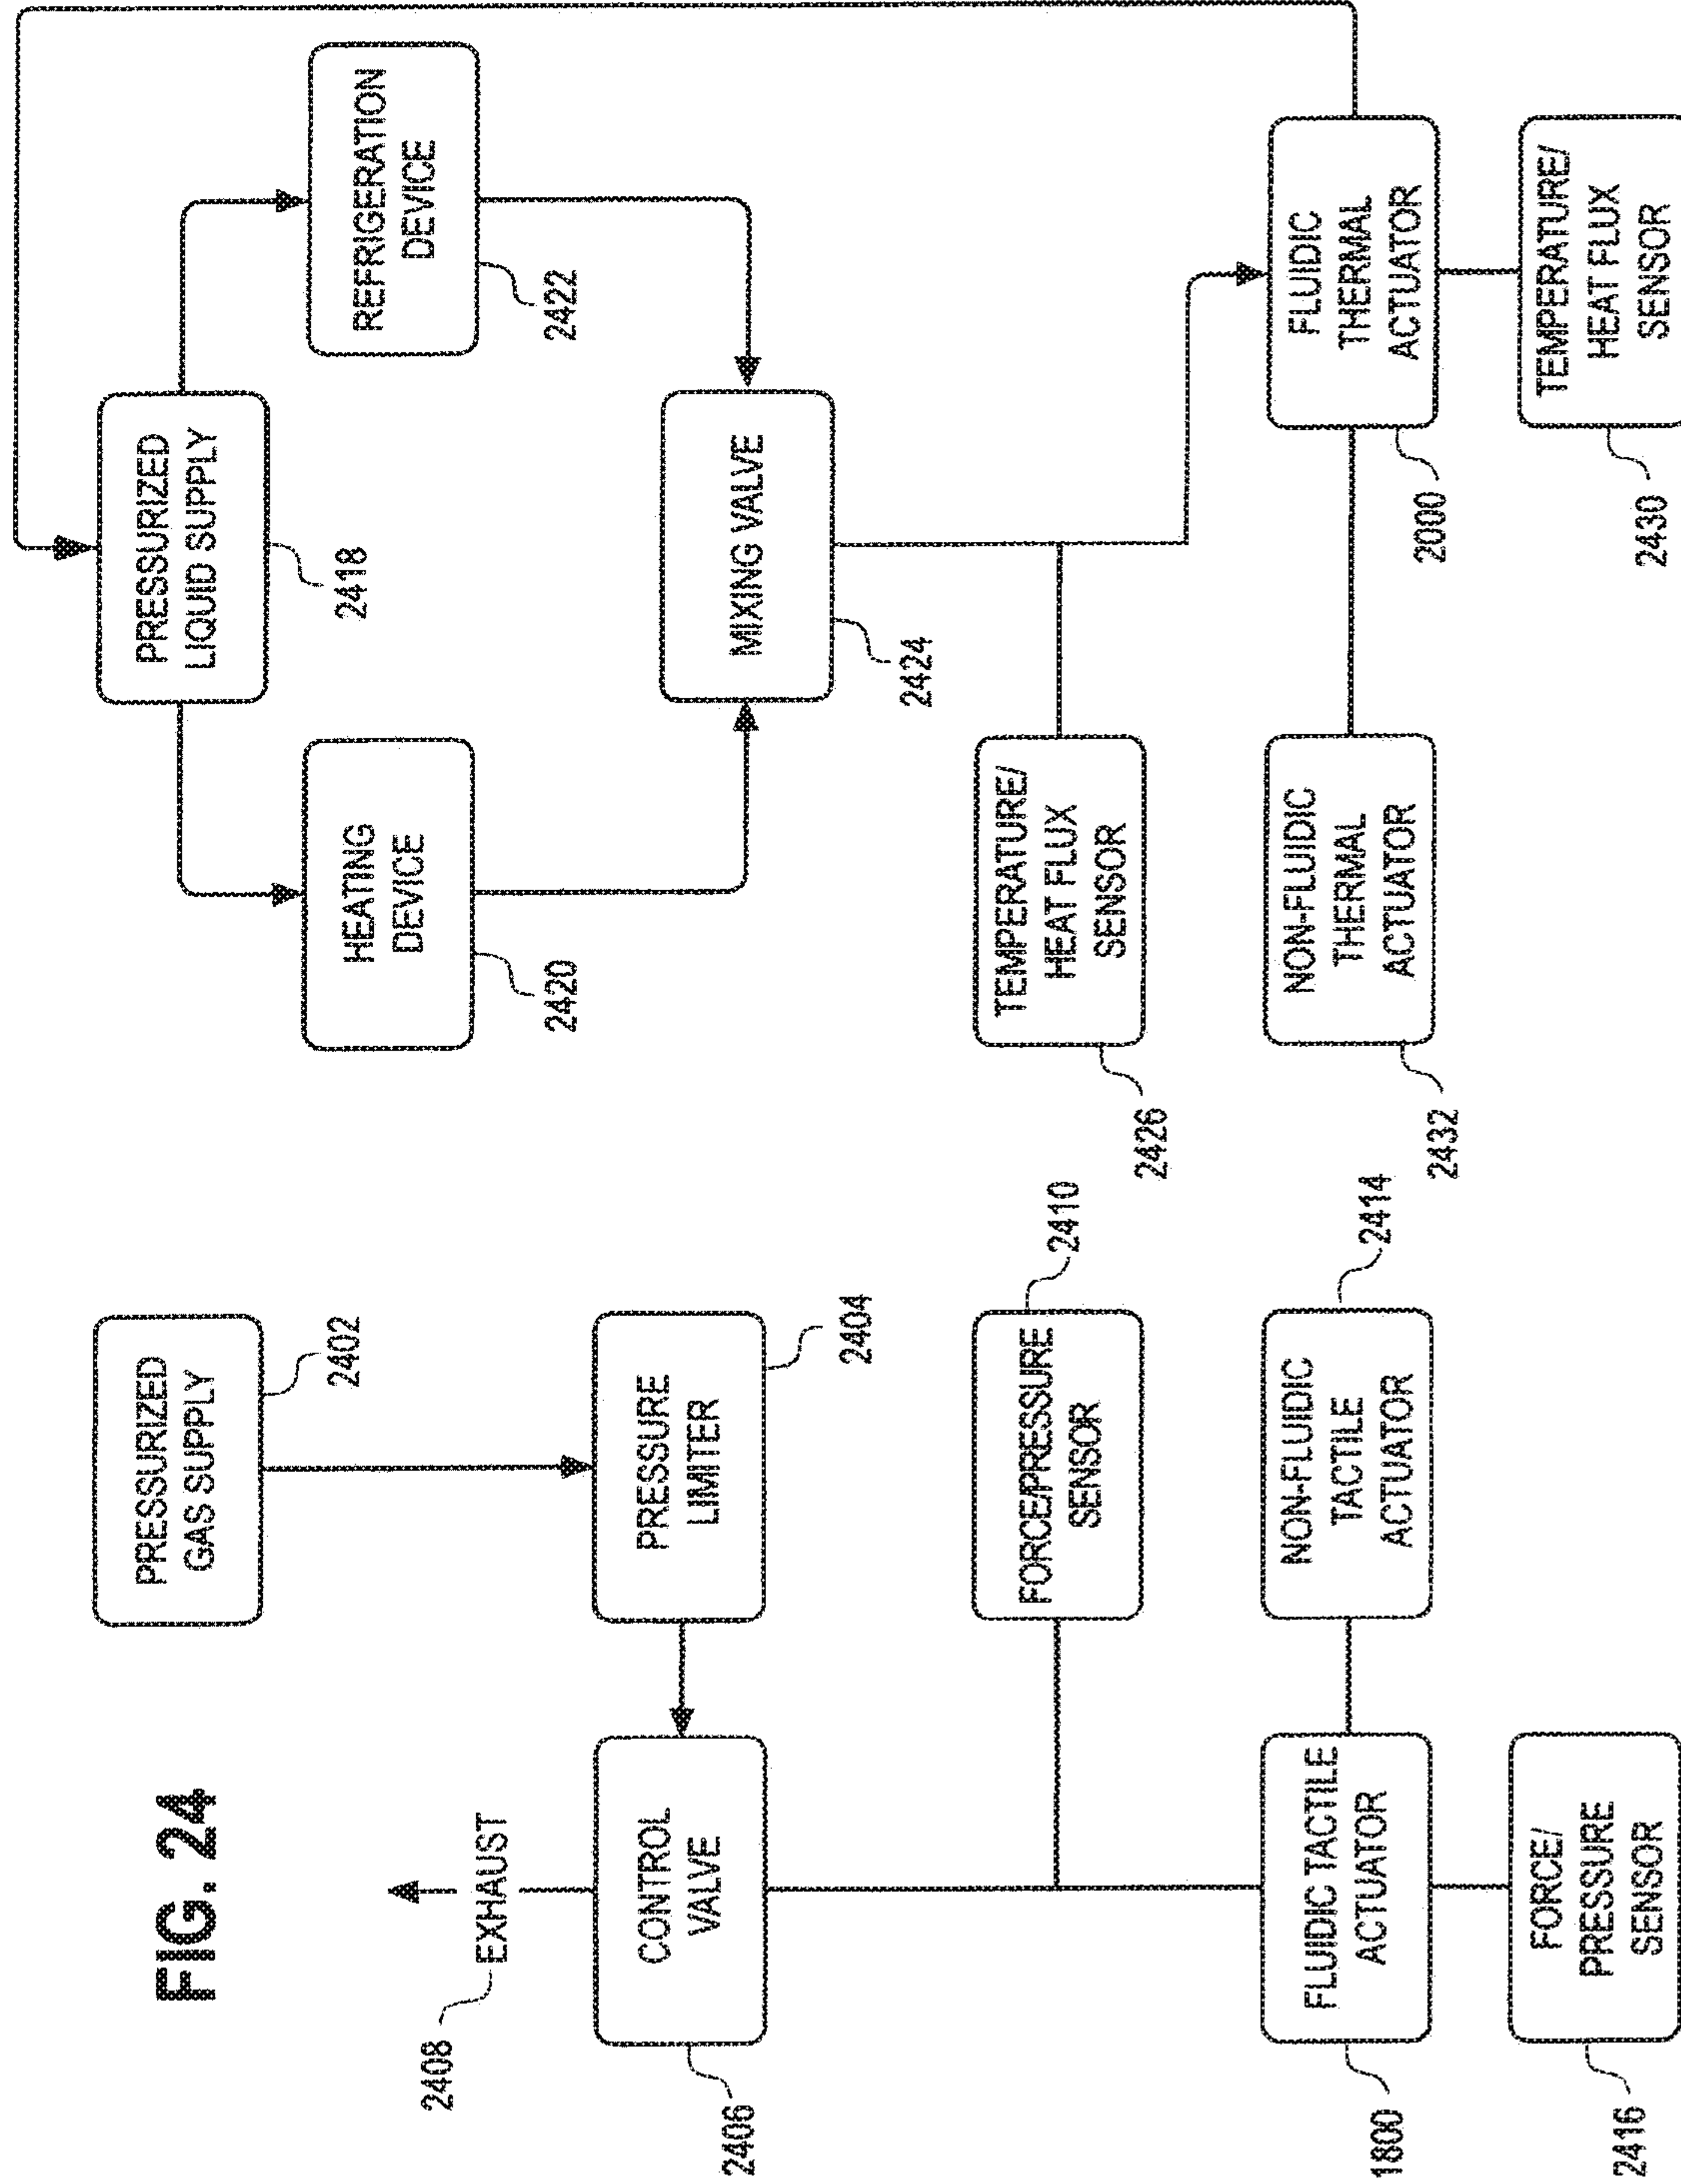 FIG. 24
2408
EXHAUST
2406
CONTROL
VALVE
PRESSURIZED
GAS SUPPLY
2402
PRESSURE
LIMITER
2404
FORCE/PRESSURE
SENSOR
2410
FLUIDIC TACTILE
ACTUATOR
1800
NON-FLUIDIC
TACTILE
ACTUATOR
2414
FORCE/
PRESSURE
SENSOR
2416
PRESSURIZED
LIQUID SUPPLY
2418
HEATING
DEVICE
2420
REFRIGERATION
DEVICE
2422
MIXING VALVE
2424
TEMPERATURE/
HEAT FLUX
SENSOR
2426
NON-FLUIDIC
THERMAL
ACTUATOR
2432
FLUIDIC
THERMAL
ACTUATOR
2000
TEMPERATURE/
HEAT FLUX
SENSOR
2430